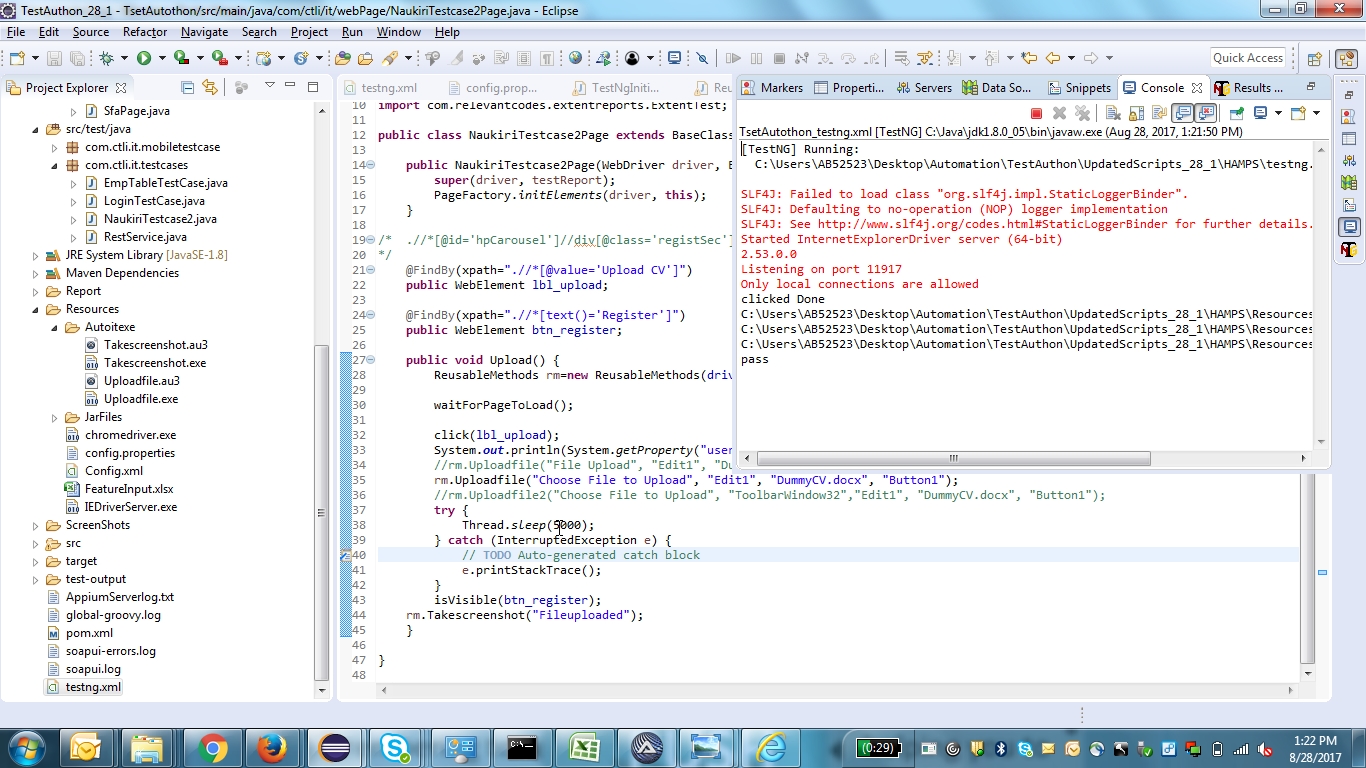 TestAuthon_28_1 - TsetAutothon/src/main/java/com/ctli/it/webPage/NaukiriTestcase2Page.java - Eclipse
File Edit Source Refactor Navigate Search Project Run Window Help
Quick Access
Project Explorer
SfaPage.java
src/test/java
com.ctli.it.mobiletestcase
com.ctli.it.testcases
EmpTableTestCase.java
LoginTestCase.java
NaukiriTestcase2.java
RestService.java
JRE System Library [JavaSE-1.8]
Maven Dependencies
Report
Resources
Autoitexe
Takescreenshot.au3
Takescreenshot.exe
Uploadfile.au3
Uploadfile.exe
JarFiles
chromedriver.exe
config.properties
Config.xml
FeatureInput.xlsx
IEDriverServer.exe
ScreenShots
src
target
test-output
AppiumServerlog.txt
global-groovy.log
pom.xml
soapui-errors.log
soapui.log
testng.xml
testng.xml config.prop... TestNgIniti... Reu
10 import com.relevantcodes.extentreports.ExtentTest;
11
12 public class NaukiriTestcase2Page extends BaseClass
13
14 public NaukiriTestcase2Page(WebDriver driver, E
15 super(driver, testReport);
16 PageFactory.initElements(driver, this);
17 }
18
19 /* .//*[@id='hpCarousel']//div[@class='registSec']
20 */
21 @FindBy(xpath=".//*[@value='Upload CV']")
22 public WebElement lbl_upload;
23
24 @FindBy(xpath=".//*[text()='Register']")
25 public WebElement btn_register;
26
27 public void Upload() {
28 ReusableMethods rm=new ReusableMethods(driv
29
30 waitForPageToLoad();
31
32 click(lbl_upload);
33 System.out.println(System.getProperty("user
34 //rm.Uploadfile("File Upload", "Edit1", "Du
35 rm.Uploadfile("Choose File to Upload", "Edit1", "DummyCV.docx", "Button1");
36 //rm.Uploadfile2("Choose File to Upload", "ToolbarWindow32","Edit1", "DummyCV.docx", "Button1");
37 try {
38 Thread.sleep(5000);
39 } catch (InterruptedException e) {
40 // TODO Auto-generated catch block
41 e.printStackTrace();
42 }
43 isVisible(btn_register);
44 rm.Takescreenshot("Fileuploaded");
45 }
46
47 }
48
Markers Properti... Servers Data So... Snippets Console Results ...
TsetAutothon_testng.xml [TestNG] C:\Java\jdk1.8.0_05\bin\javaw.exe (Aug 28, 2017, 1:21:50 PM)
[TestNG] Running:
C:\Users\AB52523\Desktop\Automation\TestAuthon\UpdatedScripts_28_1\HAMPS\testng.
SLF4J: Failed to load class "org.slf4j.impl.StaticLoggerBinder".
SLF4J: Defaulting to no-operation (NOP) logger implementation
SLF4J: See http://www.slf4j.org/codes.html#StaticLoggerBinder for further details.
Started InternetExplorerDriver server (64-bit)
2.53.0.0
Listening on port 11917
Only local connections are allowed
clicked Done
C:\Users\AB52523\Desktop\Automation\TestAuthon\UpdatedScripts_28_1\HAMPS\Resources
C:\Users\AB52523\Desktop\Automation\TestAuthon\UpdatedScripts_28_1\HAMPS\Resources
C:\Users\AB52523\Desktop\Automation\TestAuthon\UpdatedScripts_28_1\HAMPS\Resources
pass
(0:29)
1:22 PM
8/28/2017